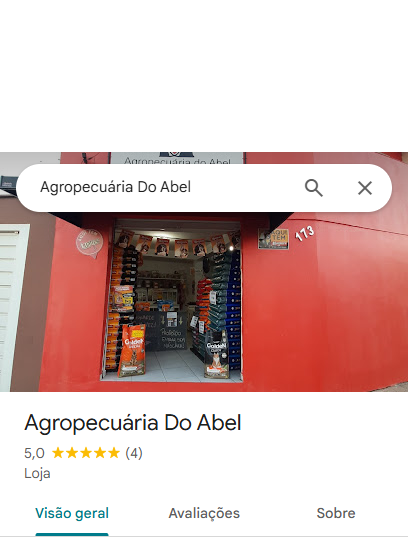 Agropecuária do Abel
Agropecuária Do Abel
173
GoldeN
GoldeN
Agropecuária Do Abel
5,0 ★★★★★ (4)
Loja
Visão geral Avaliações Sobre